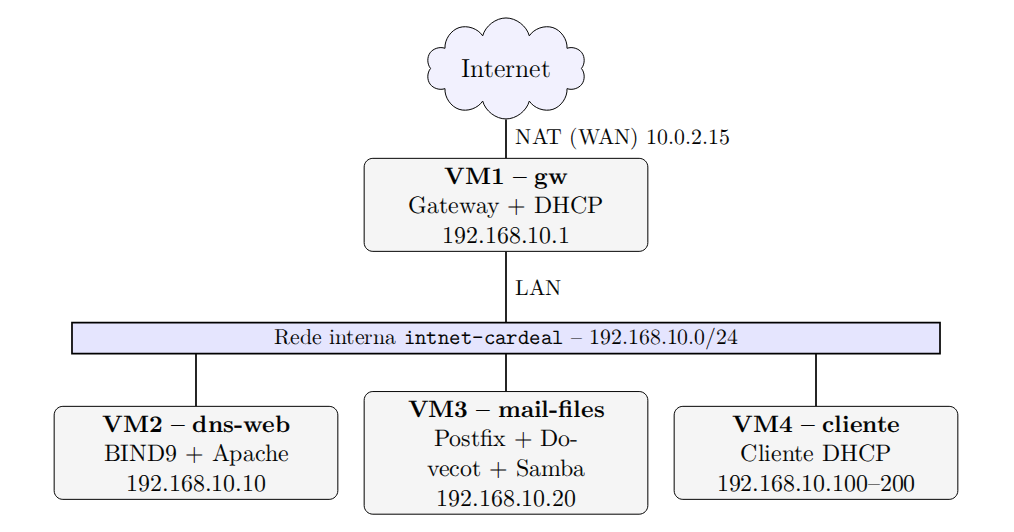 Internet
NAT (WAN) 10.0.2.15
VM1 – gw
Gateway + DHCP
192.168.10.1
LAN
Rede interna intnet-cardeal – 192.168.10.0/24
VM2 – dns-web
BIND9 + Apache
192.168.10.10
VM3 – mail-files
Postfix + Do-
vecot + Samba
192.168.10.20
VM4 – cliente
Cliente DHCP
192.168.10.100–200